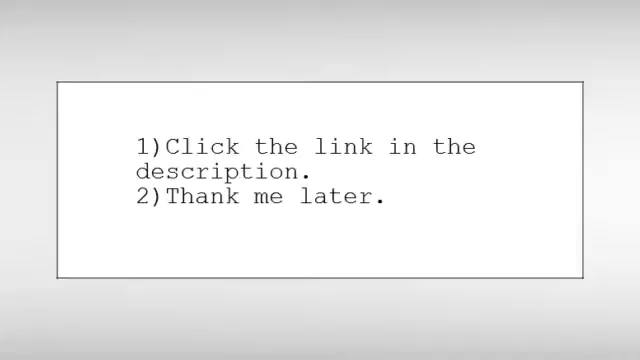 1)Click the link in the
description.
2)Thank me later.